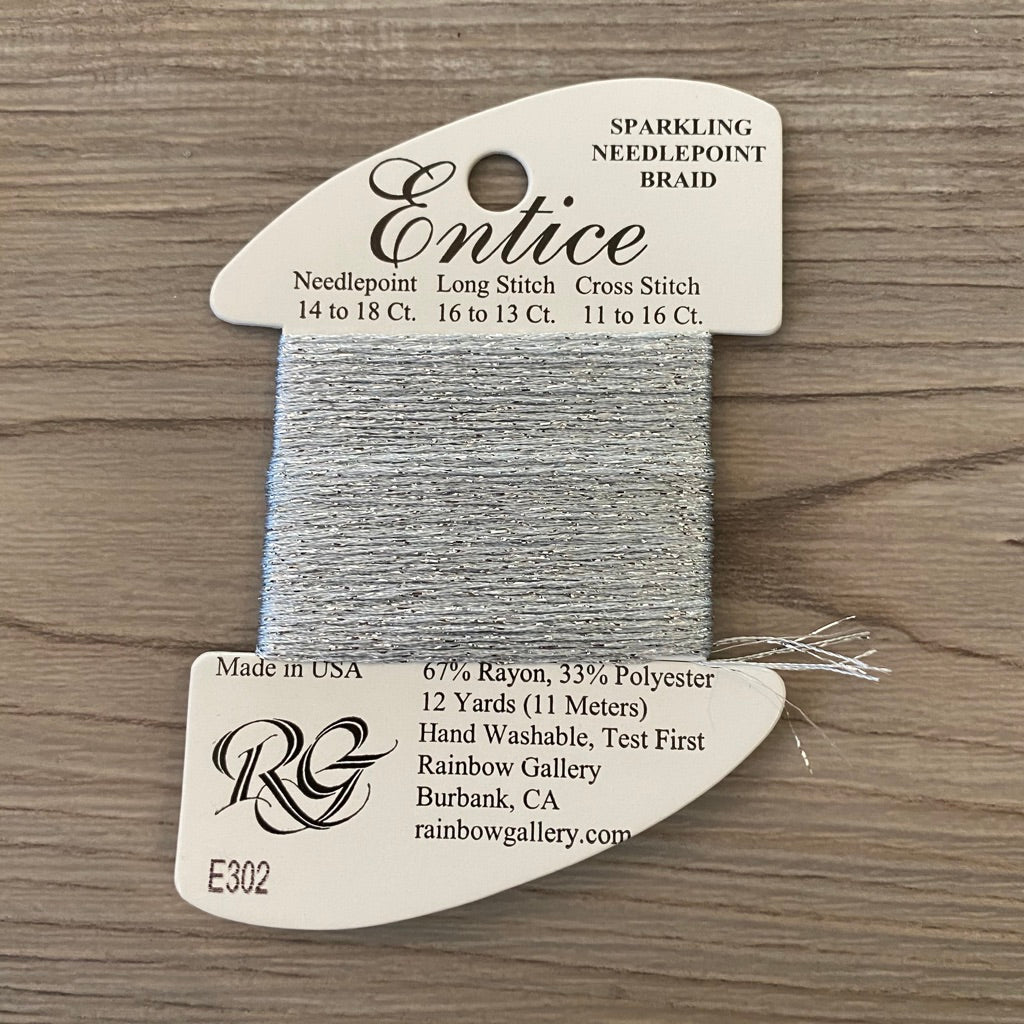 SPARKLING
NEEDLEPOINT
BRAID
Entice
Needlepoint Long Stitch Cross Stitch
14 to 18 Ct. 16 to 13 Ct. 11 to 16 Ct.
Made in USA
67% Rayon, 33% Polyester
12 Yards (11 Meters)
Hand Washable, Test First
Rainbow Gallery
Burbank, CA
rainbowgallery.com
RG
E302